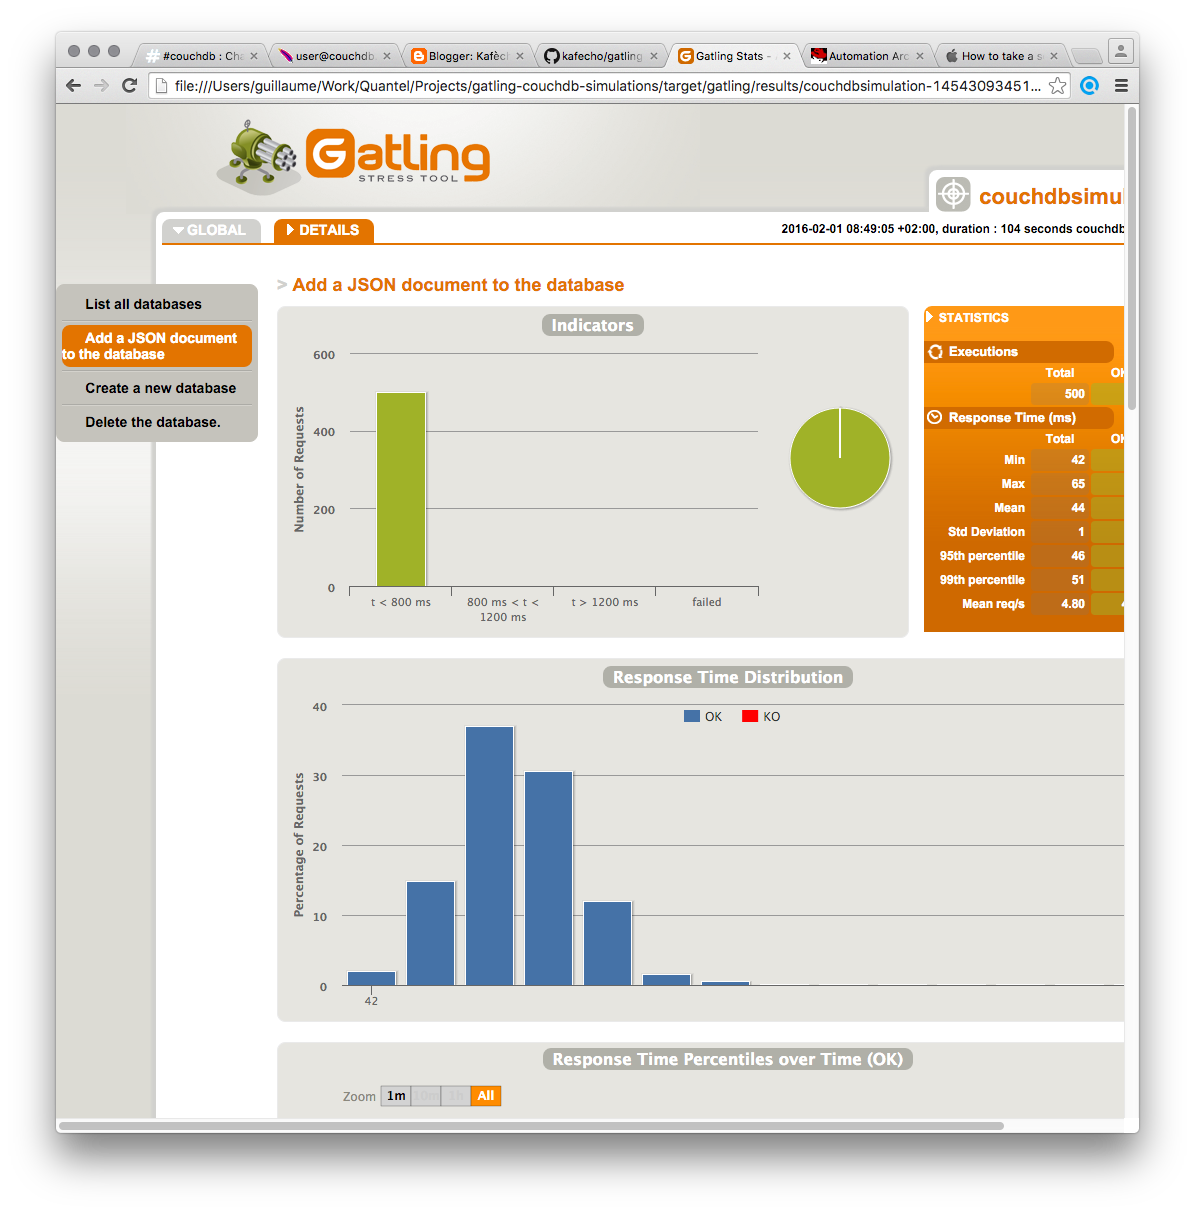 #couchdb : Cha
user@couchdb.
Blogger: Kafèch
kafecho/gatling
Gatling Stats -
Automation Arc
How to take a s
file:///Users/guillaume/Work/Quantel/Projects/gatling-couchdb-simulations/target/gatling/results/couchdbsimulation-14543093451...
Gatling
STRESS TOOL
couchdbsimu
GLOBAL
DETAILS
2016-02-01 08:49:05 +02:00, duration : 104 seconds couchdb
List all databases
Add a JSON document
to the database
Create a new database
Delete the database.
> Add a JSON document to the database
Indicators
600
400
200
0
Number of Requests
t < 800 ms
800 ms < t <
1200 ms
t > 1200 ms
failed
STATISTICS
Executions
Total OK
500
Response Time (ms)
Total OK
Min 42
Max 65
Mean 44
Std Deviation 1
95th percentile 46
99th percentile 51
Mean req/s 4.80
Response Time Distribution
OK KO
40
30
20
10
0
Percentage of Requests
42
Response Time Percentiles over Time (OK)
Zoom 1m 10m 1h All